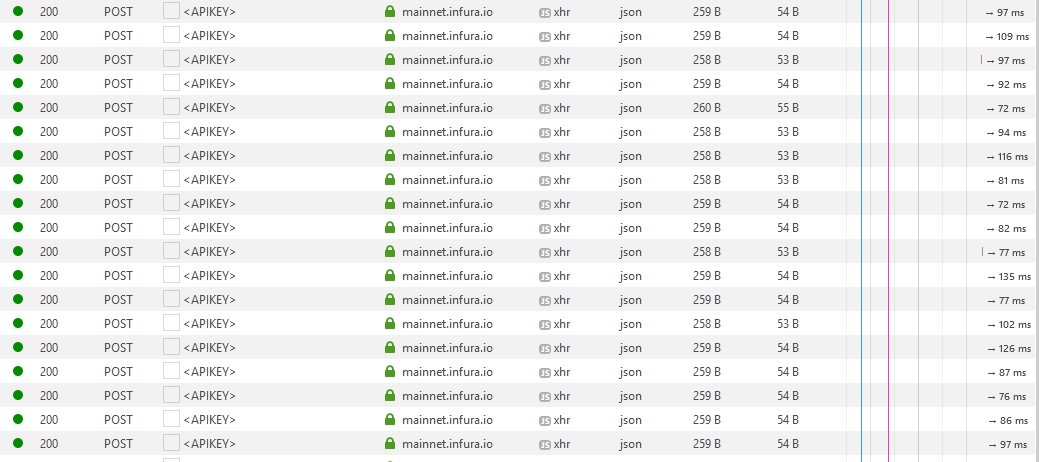 200 POST <APIKEY> mainnet.infura.io JS xhr json 259 B 54 B → 97 ms
200 POST <APIKEY> mainnet.infura.io JS xhr json 259 B 54 B → 109 ms
200 POST <APIKEY> mainnet.infura.io JS xhr json 258 B 53 B → 97 ms
200 POST <APIKEY> mainnet.infura.io JS xhr json 259 B 54 B → 92 ms
200 POST <APIKEY> mainnet.infura.io JS xhr json 260 B 55 B → 72 ms
200 POST <APIKEY> mainnet.infura.io JS xhr json 258 B 53 B → 94 ms
200 POST <APIKEY> mainnet.infura.io JS xhr json 258 B 53 B → 116 ms
200 POST <APIKEY> mainnet.infura.io JS xhr json 258 B 53 B → 81 ms
200 POST <APIKEY> mainnet.infura.io JS xhr json 259 B 54 B → 72 ms
200 POST <APIKEY> mainnet.infura.io JS xhr json 259 B 54 B → 82 ms
200 POST <APIKEY> mainnet.infura.io JS xhr json 258 B 53 B → 77 ms
200 POST <APIKEY> mainnet.infura.io JS xhr json 259 B 54 B → 135 ms
200 POST <APIKEY> mainnet.infura.io JS xhr json 259 B 54 B → 77 ms
200 POST <APIKEY> mainnet.infura.io JS xhr json 258 B 53 B → 102 ms
200 POST <APIKEY> mainnet.infura.io JS xhr json 259 B 54 B → 126 ms
200 POST <APIKEY> mainnet.infura.io JS xhr json 259 B 54 B → 87 ms
200 POST <APIKEY> mainnet.infura.io JS xhr json 259 B 54 B → 76 ms
200 POST <APIKEY> mainnet.infura.io JS xhr json 259 B 54 B → 86 ms
200 POST <APIKEY> mainnet.infura.io JS xhr json 259 B 54 B → 97 ms